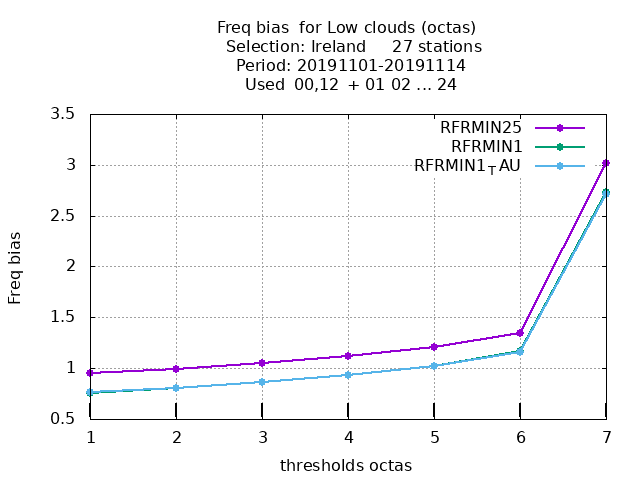 Freq bias  for Low clouds (octas)
Selection: Ireland     27 stations
Period: 20191101-20191114
Used  00,12  + 01 02 ... 24
3.5
3
2.5
2
1.5
1
0.5
RFRMIN25
RFRMIN1
RFRMIN1TAU
Freq bias
1 2 3 4 5 6 7
thresholds octas